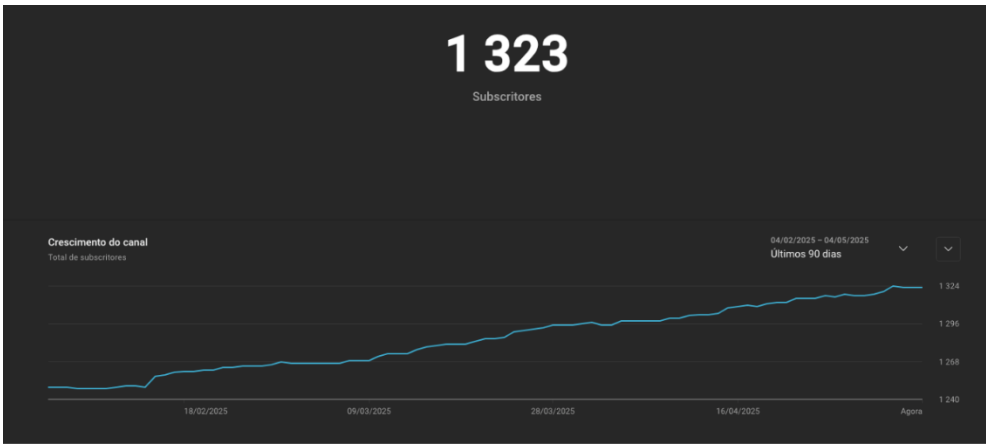 1 323
Subscritores
Crescimento do canal
Total de subscritores
04/02/2025 – 04/05/2025
Últimos 90 dias
1 324
1 296
1 268
1 240
18/02/2025
09/03/2025
28/03/2025
16/04/2025
Agora